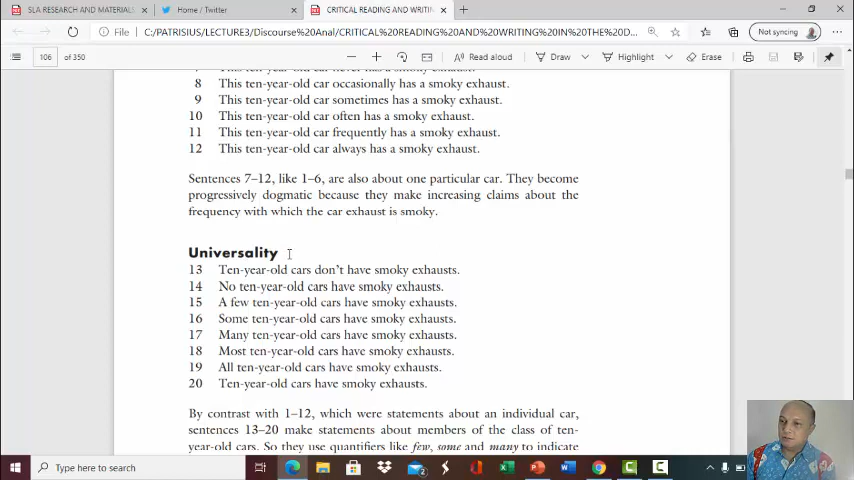 SLA RESEARCH AND MATERIALS
Home / Twitter
CRITICAL READING AND WRITIN
File
C:/PATRISIUS/LECTURE3/Discourse%20Anal/CRITICAL%20READING%20AND%20WRITING%20IN%20THE%20D...
Not syncing
106 of 350
Read aloud
Draw
Highlight
Erase
This ten-year-old car never has a smoky exhaust.
8 This ten-year-old car occasionally has a smoky exhaust.
9 This ten-year-old car sometimes has a smoky exhaust.
10 This ten-year-old car often has a smoky exhaust.
11 This ten-year-old car frequently has a smoky exhaust.
12 This ten-year-old car always has a smoky exhaust.
Sentences 7–12, like 1–6, are also about one particular car. They become
progressively dogmatic because they make increasing claims about the
frequency with which the car exhaust is smoky.
Universality
13 Ten-year-old cars don't have smoky exhausts.
14 No ten-year-old cars have smoky exhausts.
15 A few ten-year-old cars have smoky exhausts.
16 Some ten-year-old cars have smoky exhausts.
17 Many ten-year-old cars have smoky exhausts.
18 Most ten-year-old cars have smoky exhausts.
19 All ten-year-old cars have smoky exhausts.
20 Ten-year-old cars have smoky exhausts.
By contrast with 1–12, which were statements about an individual car,
sentences 13–20 make statements about members of the class of ten-
year-old cars. So they use quantifiers like few, some and many to indicate
Type here to search